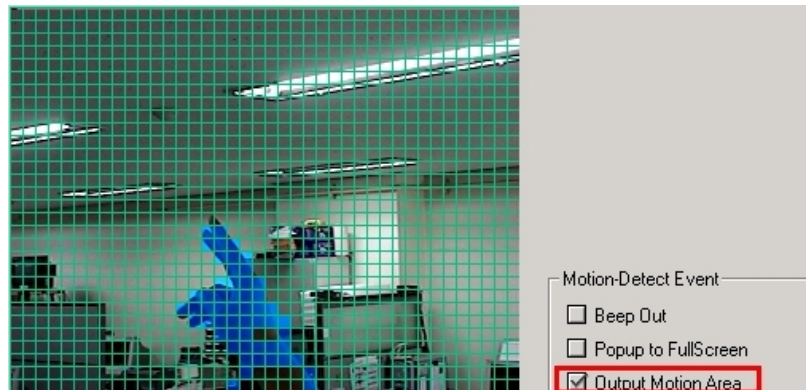 Motion-Detect Event
Beep Out
Popup to FullScreen
Output Motion Area